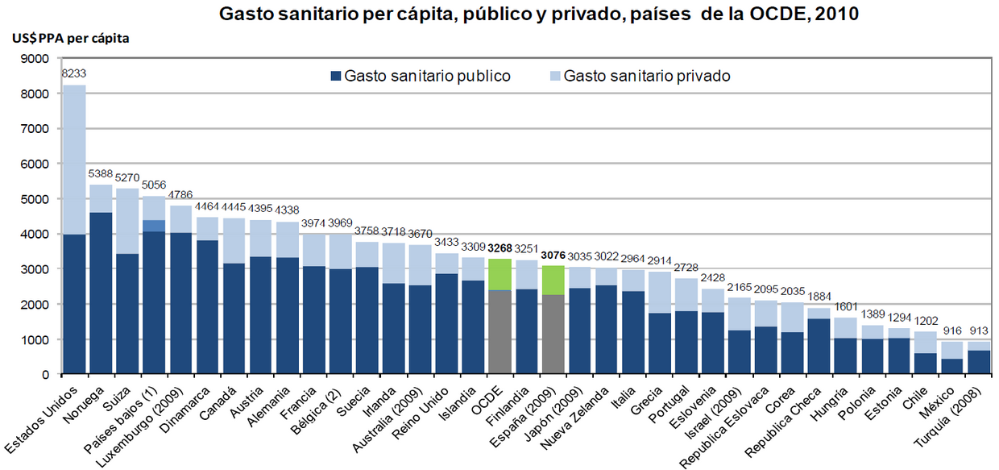 Gasto sanitario per cápita, público y privado, países de la OCDE, 2010
US$PPA per cápita
Gasto sanitario publico
Gasto sanitario privado
9000
8000
7000
6000
5000
4000
3000
2000
1000
0
8233
5388
5270
5056
4786
4464
4445
4395
4338
3974
3969
3758
3718
3670
3433
3309
3268
3251
3076
3035
3022
2964
2914
2728
2428
2165
2095
2035
1884
1601
1389
1294
1202
916
913
Estados Unidos
Noruega
Suiza
Países bajos (1)
Luxemburgo (2009)
Dinamarca
Canadá
Austria
Alemania
Francia
Bélgica (2)
Suecia
Irlanda
Australia (2009)
Reino Unido
Islandia
OCDE
Finlandia
España (2009)
Japón (2009)
Nueva Zelanda
Italia
Grecia
Portugal
Eslovenia
Israel (2009)
Republica Eslovaca
Corea
Republica Checa
Hungría
Polonia
Estonia
Chile
México
Turquía (2008)